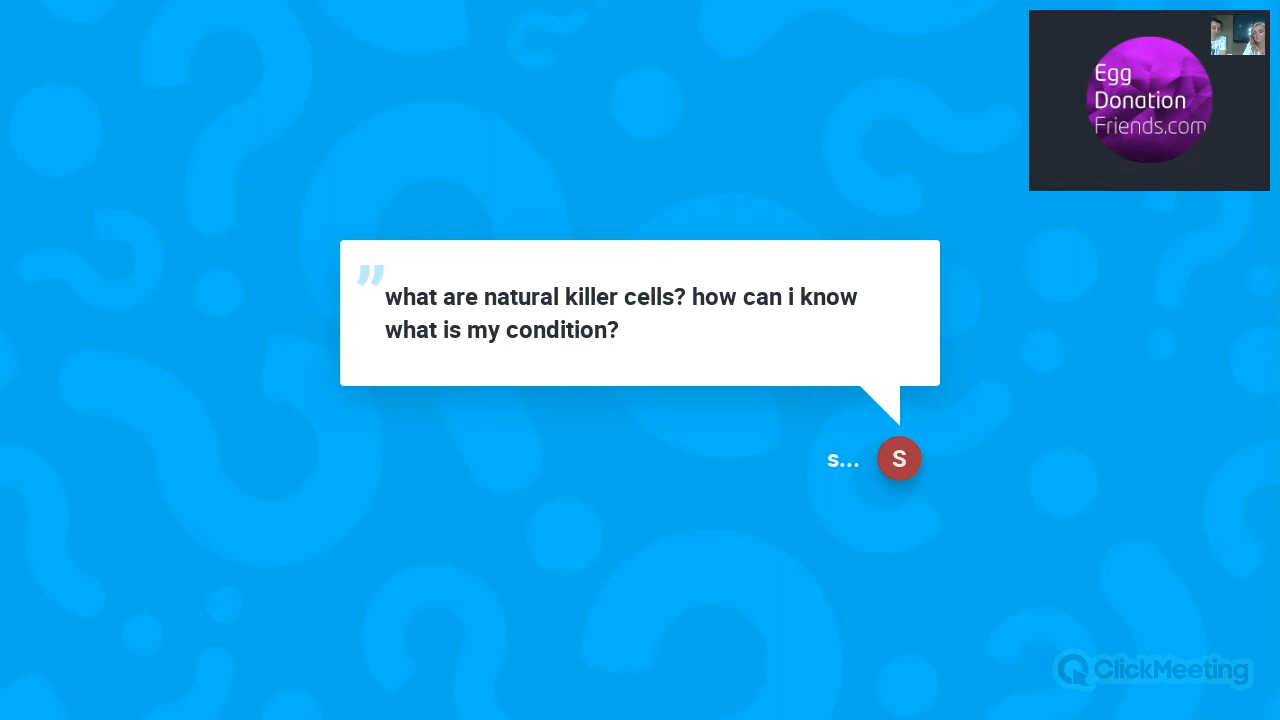 Egg
Donation
Friends.com
" what are natural killer cells? how can i know
what is my condition?
s... S
ClickMeeting